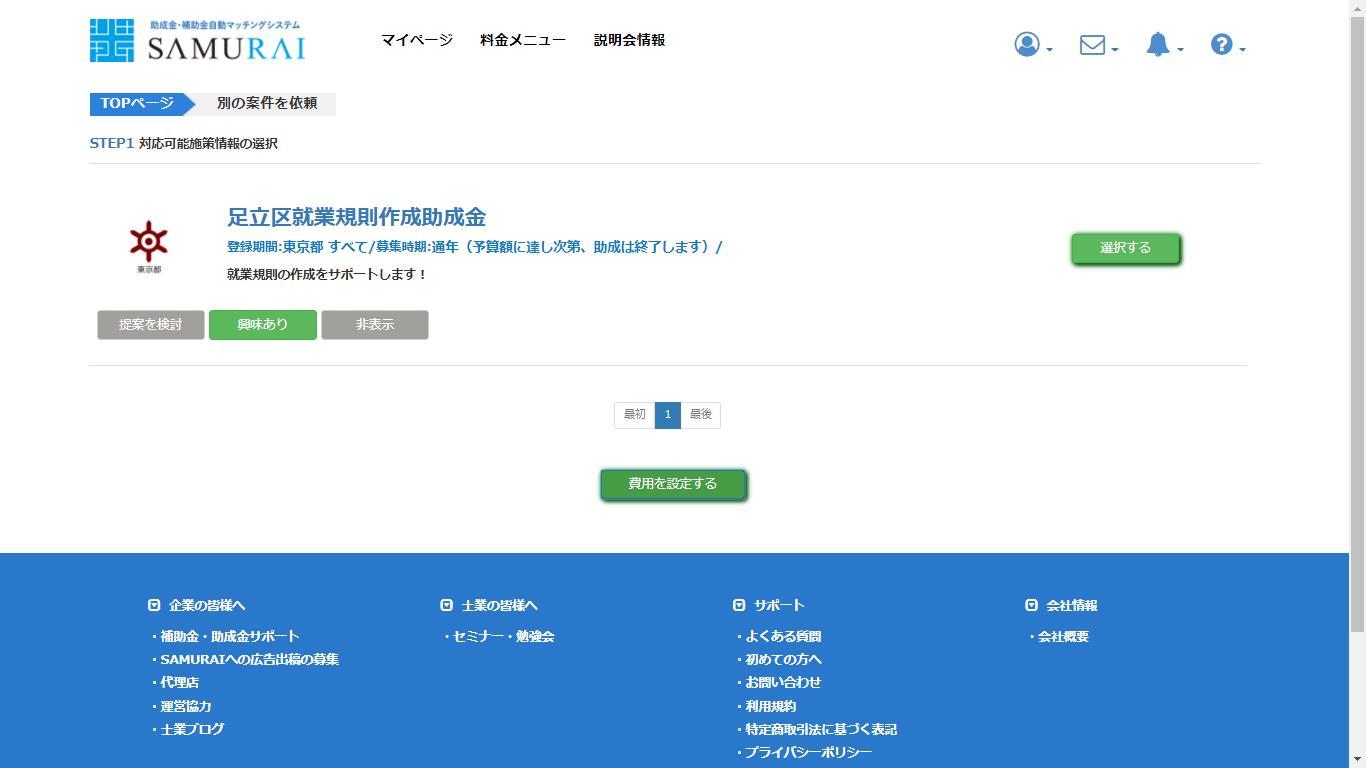 助成金・補助金自動マッチングシステム
SAMURAI
マイページ 料金メニュー 説明会情報
TOPページ 別の案件を依頼
STEP1 対応可能施策情報の選択
足立区就業規則作成助成金
登録期間:東京都 すべて/募集時期:通年（予算額に達し次第、助成は終了します）/
就業規則の作成をサポートします！
東京都
選択する
提案を検討 興味あり 非表示
最初 1 最後
費用を設定する
企業の皆様へ
・補助金・助成金サポート
・SAMURAIへの広告出稿の募集
・代理店
・運営協力
・士業ブログ
士業の皆様へ
・セミナー・勉強会
サポート
・よくある質問
・初めての方へ
・お問い合わせ
・利用規約
・特定商取引法に基づく表記
・プライバシーポリシー
会社情報
・会社概要